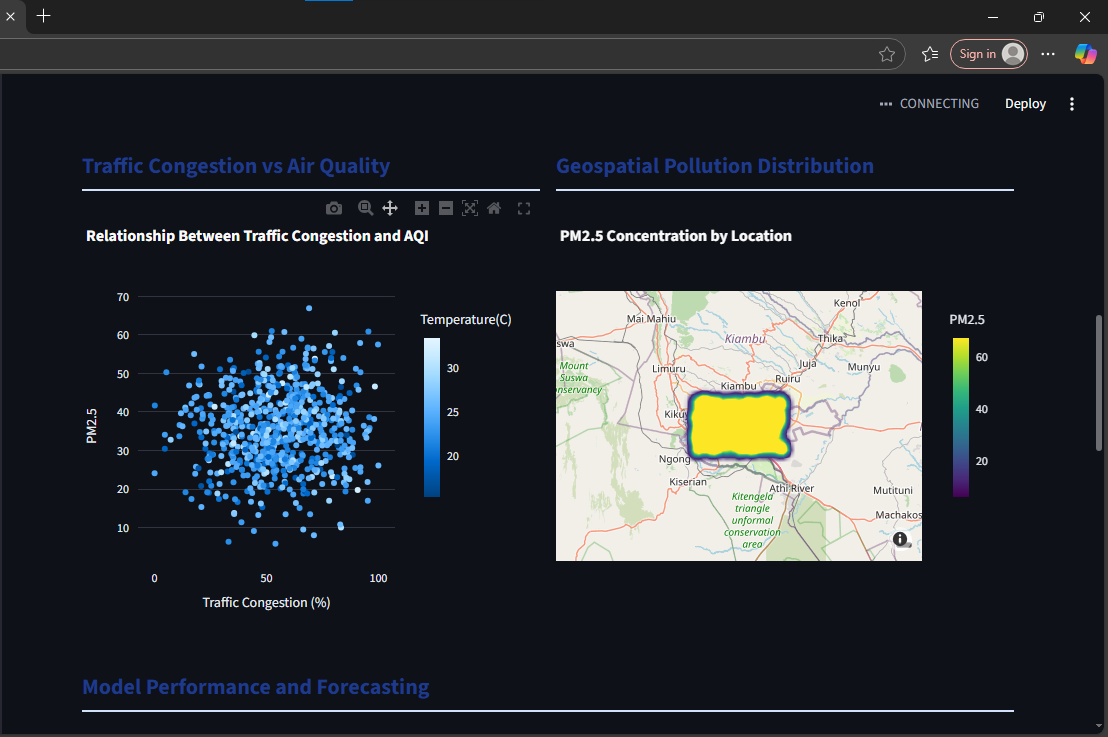 Sign in
CONNECTING
Deploy
Traffic Congestion vs Air Quality
Geospatial Pollution Distribution
Relationship Between Traffic Congestion and AQI
PM2.5 Concentration by Location
70
60
50
40
30
20
10
PM2.5
0
50
100
Traffic Congestion (%)
Temperature(C)
30
25
20
Kenol
Mai Mahiu
Kiambu
Thika
swa
Juja
Munyu
Mount
Suswa
onservancy
Limuru
Ruiru
Kiambu
Kiku
Ngong
Kiserian
Athi River
Mutituni
Kitengela
triangle
unformal
conservation
area
Machakos
PM2.5
60
40
20
Model Performance and Forecasting